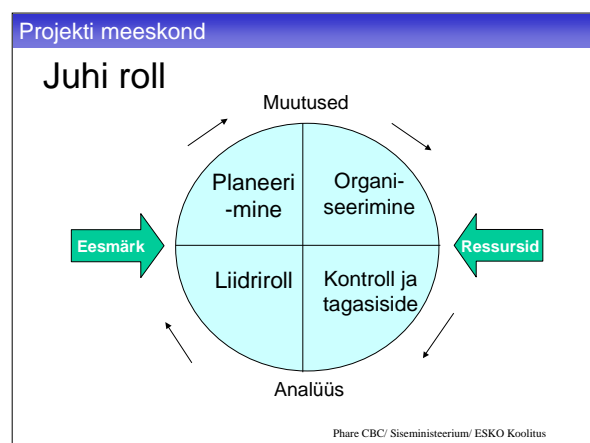 Projekti meeskond
Juhi roll
Muutused
Planeeri
-mine
Organi-
seerimine
Eesmärk
Ressursid
Liidriroll
Kontroll ja
tagasiside
Analüüs
Phare CBC/ Siseministeerium/ ESKO Koolitus